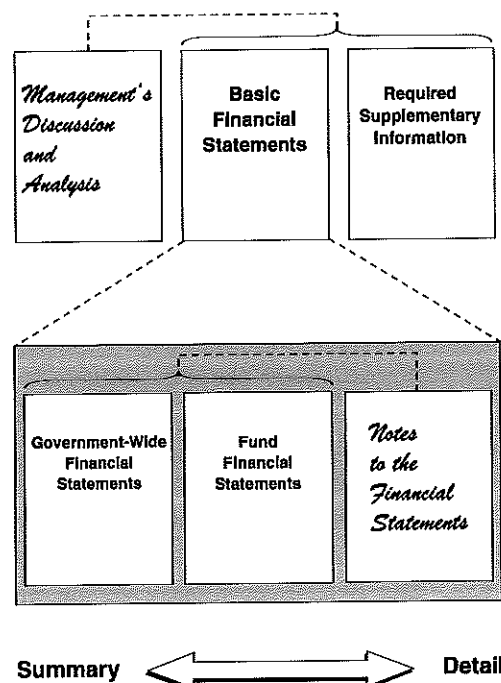 Management's
Discussion
and
Analysis
Basic
Financial
Statements
Required
Supplementary
Information
Government-Wide
Financial
Statements
Fund
Financial
Statements
Notes
to the
Financial
Statements
Summary
Detail